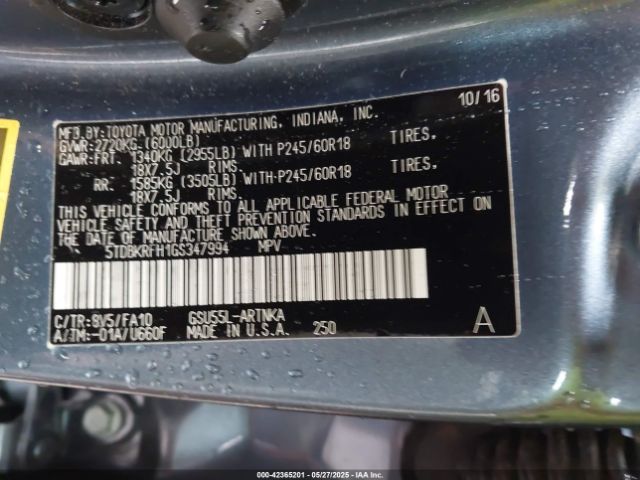 MFD.BY:TOYOTA MOTOR MANUFACTURING, INDIANA, INC. 10/16
GVWR:2720KG.(6000LB)
GAWR:FRT. 1340KG (2955LB) WITH P245/60R18 TIRES.
18X7.5J RIMS.
RR. 1585KG (3505LB) WITH-P245/60R18 TIRES.
18X7.5J RIMS.
THIS VEHICLE CONFORMS TO ALL APPLICABLE FEDERAL MOTOR
VEHICLE SAFETY AND THEFT PREVENTION STANDARDS IN EFFECT ON
THE DATE OF MANUFACTURE SHOWN ABOVE.
5TDBKRFH1GS347994 MPV
C/TR:8V5/FA10 GSU55L-ARTNKA
A/TM:-01A/U660F MADE IN U.S.A. 250 A
000-42365201 - 05/27/2025 - IAAI.COM